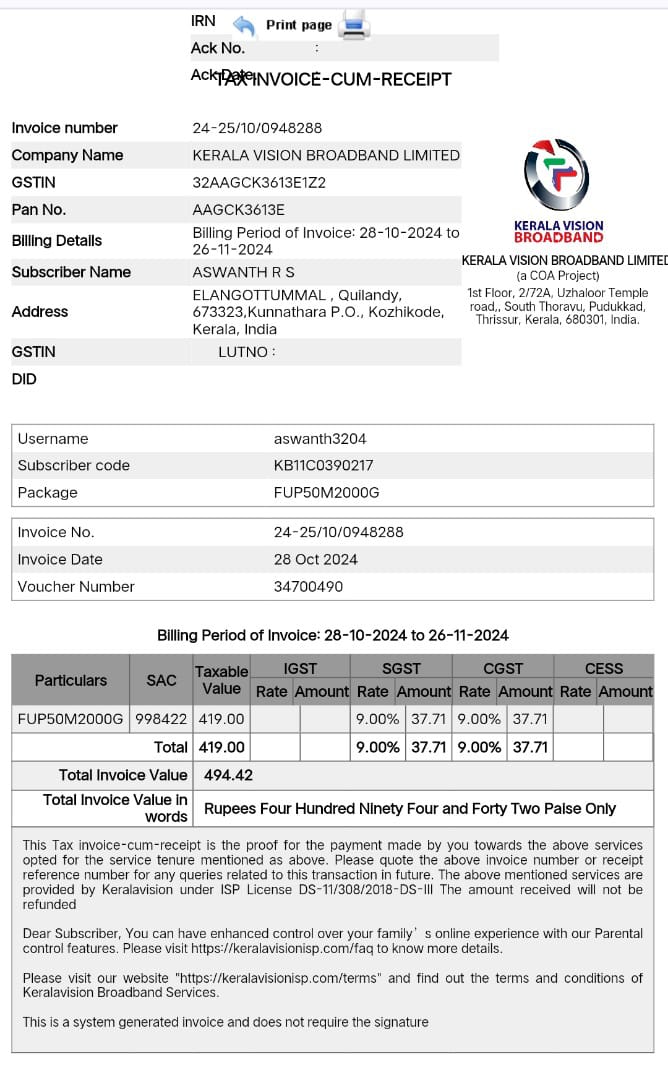 IRN
Print page
Ack No. :
Ack Date :
TAX INVOICE-CUM-RECEIPT
Invoice number 24-25/10/0948288
Company Name KERALA VISION BROADBAND LIMITED
GSTIN 32AAGCK3613E1Z2
Pan No. AAGCK3613E
Billing Details Billing Period of Invoice: 28-10-2024 to
26-11-2024
Subscriber Name ASWANTH R S
Address ELANGOTTUMMAL , Quilandy,
673323,Kunnathara P.O., Kozhikode,
Kerala, India
GSTIN LUTNO :
DID
KERALA VISION
BROADBAND
KERALA VISION BROADBAND LIMITED
(a COA Project)
1st Floor, 2/72A, Uzhaloor Temple
road,, South Thoravu, Pudukkad,
Thrissur, Kerala, 680301, India.
Username aswanth3204
Subscriber code KB11C0390217
Package FUP50M2000G
Invoice No. 24-25/10/0948288
Invoice Date 28 Oct 2024
Voucher Number 34700490
Billing Period of Invoice: 28-10-2024 to 26-11-2024
Particulars SAC Taxable Value IGST SGST CGST CESS
Rate Amount Rate Amount Rate Amount Rate Amount
FUP50M2000G 998422 419.00 9.00% 37.71 9.00% 37.71
Total 419.00 9.00% 37.71 9.00% 37.71
Total Invoice Value 494.42
Total Invoice Value in words Rupees Four Hundred Ninety Four and Forty Two Paise Only
This Tax invoice-cum-receipt is the proof for the payment made by you towards the above services
opted for the service tenure mentioned as above. Please quote the above invoice number or receipt
reference number for any queries related to this transaction in future. The above mentioned services are
provided by Keralavision under ISP License DS-11/308/2018-DS-III The amount received will not be
refunded
Dear Subscriber, You can have enhanced control over your family's online experience with our Parental
control features. Please visit https://keralavisionisp.com/faq to know more details.
Please visit our website "https://keralavisionisp.com/terms" and find out the terms and conditions of
Keralavision Broadband Services.
This is a system generated invoice and does not require the signature